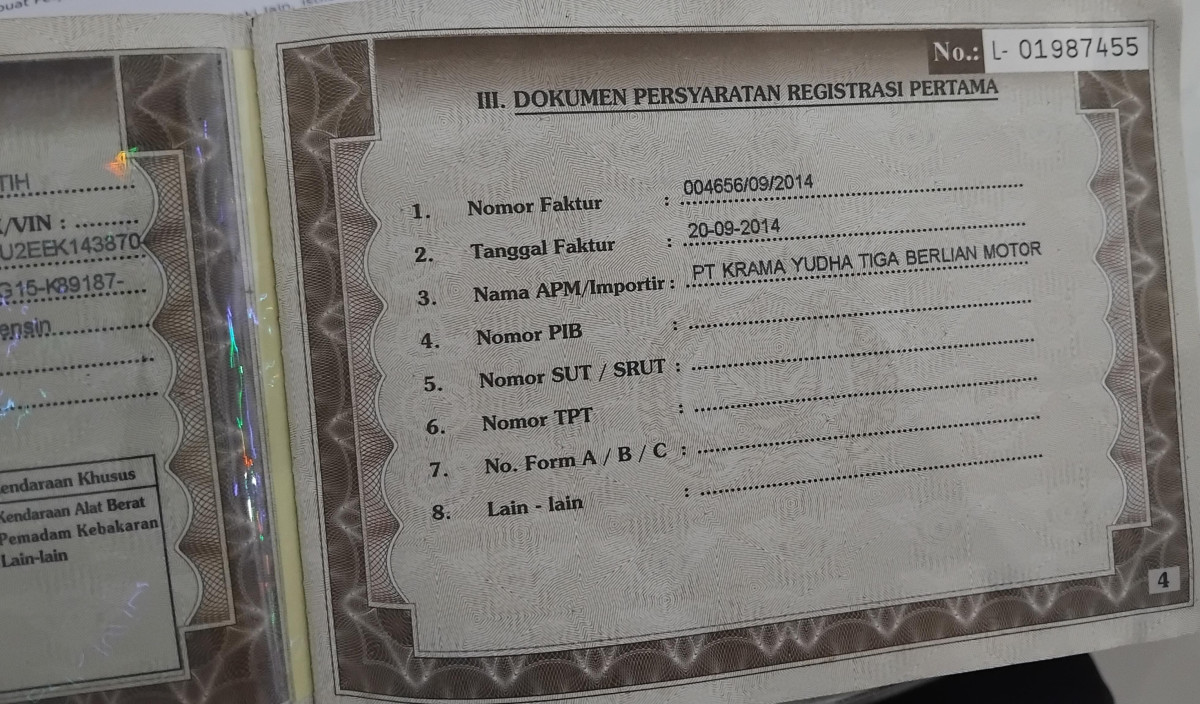 TIH
/VIN :
U2EEK143870
G15-K89187-
ensin
endaraan Khusus
Kendaraan Alat Berat
Pemadam Kebakaran
Lain-lain
No.: L- 01987455
III. DOKUMEN PERSYARATAN REGISTRASI PERTAMA
1. Nomor Faktur : 004656/09/2014
2. Tanggal Faktur : 20-09-2014
3. Nama APM/Importir : PT KRAMA YUDHA TIGA BERLIAN MOTOR
4. Nomor PIB :
5. Nomor SUT / SRUT :
6. Nomor TPT :
7. No. Form A / B / C :
8. Lain - lain :
4